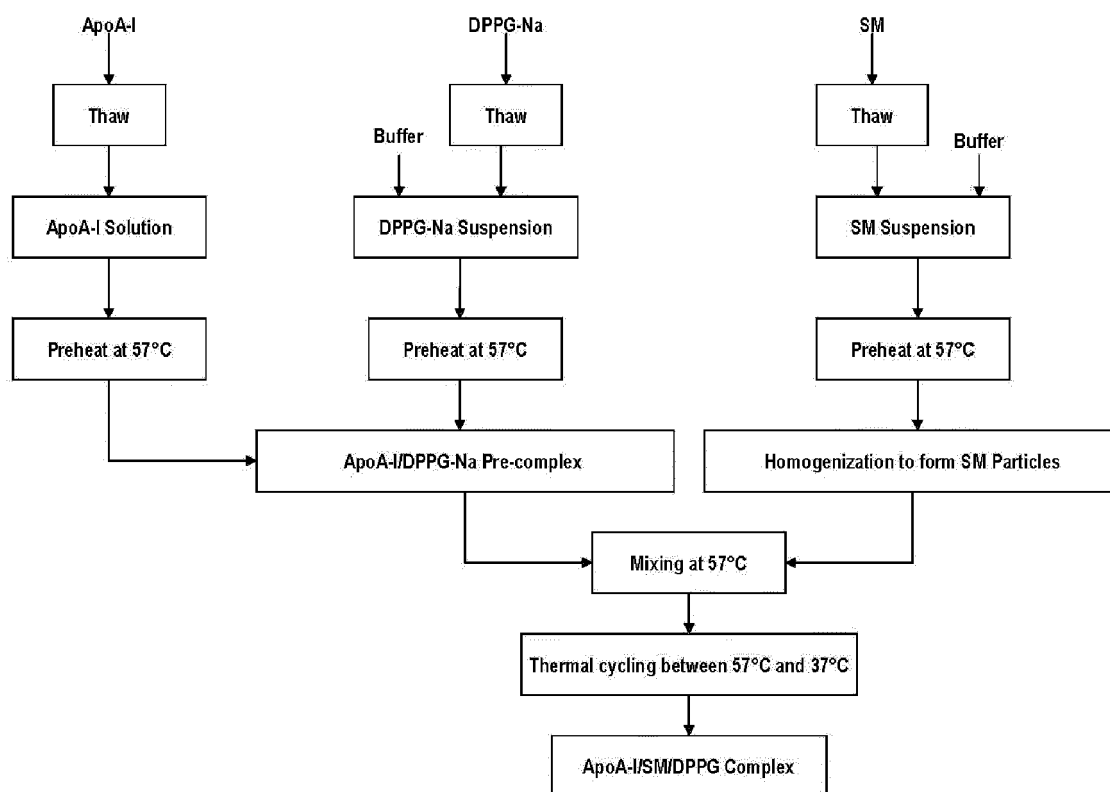 ApoA-I
DPPG-Na
SM
Thaw
Thaw
Thaw
Buffer
Buffer
ApoA-I Solution
DPPG-Na Suspension
SM Suspension
Preheat at 57°C
Preheat at 57°C
Preheat at 57°C
ApoA-I/DPPG-Na Pre-complex
Homogenization to form SM Particles
Mixing at 57°C
Thermal cycling between 57°C and 37°C
ApoA-I/SM/DPPG Complex